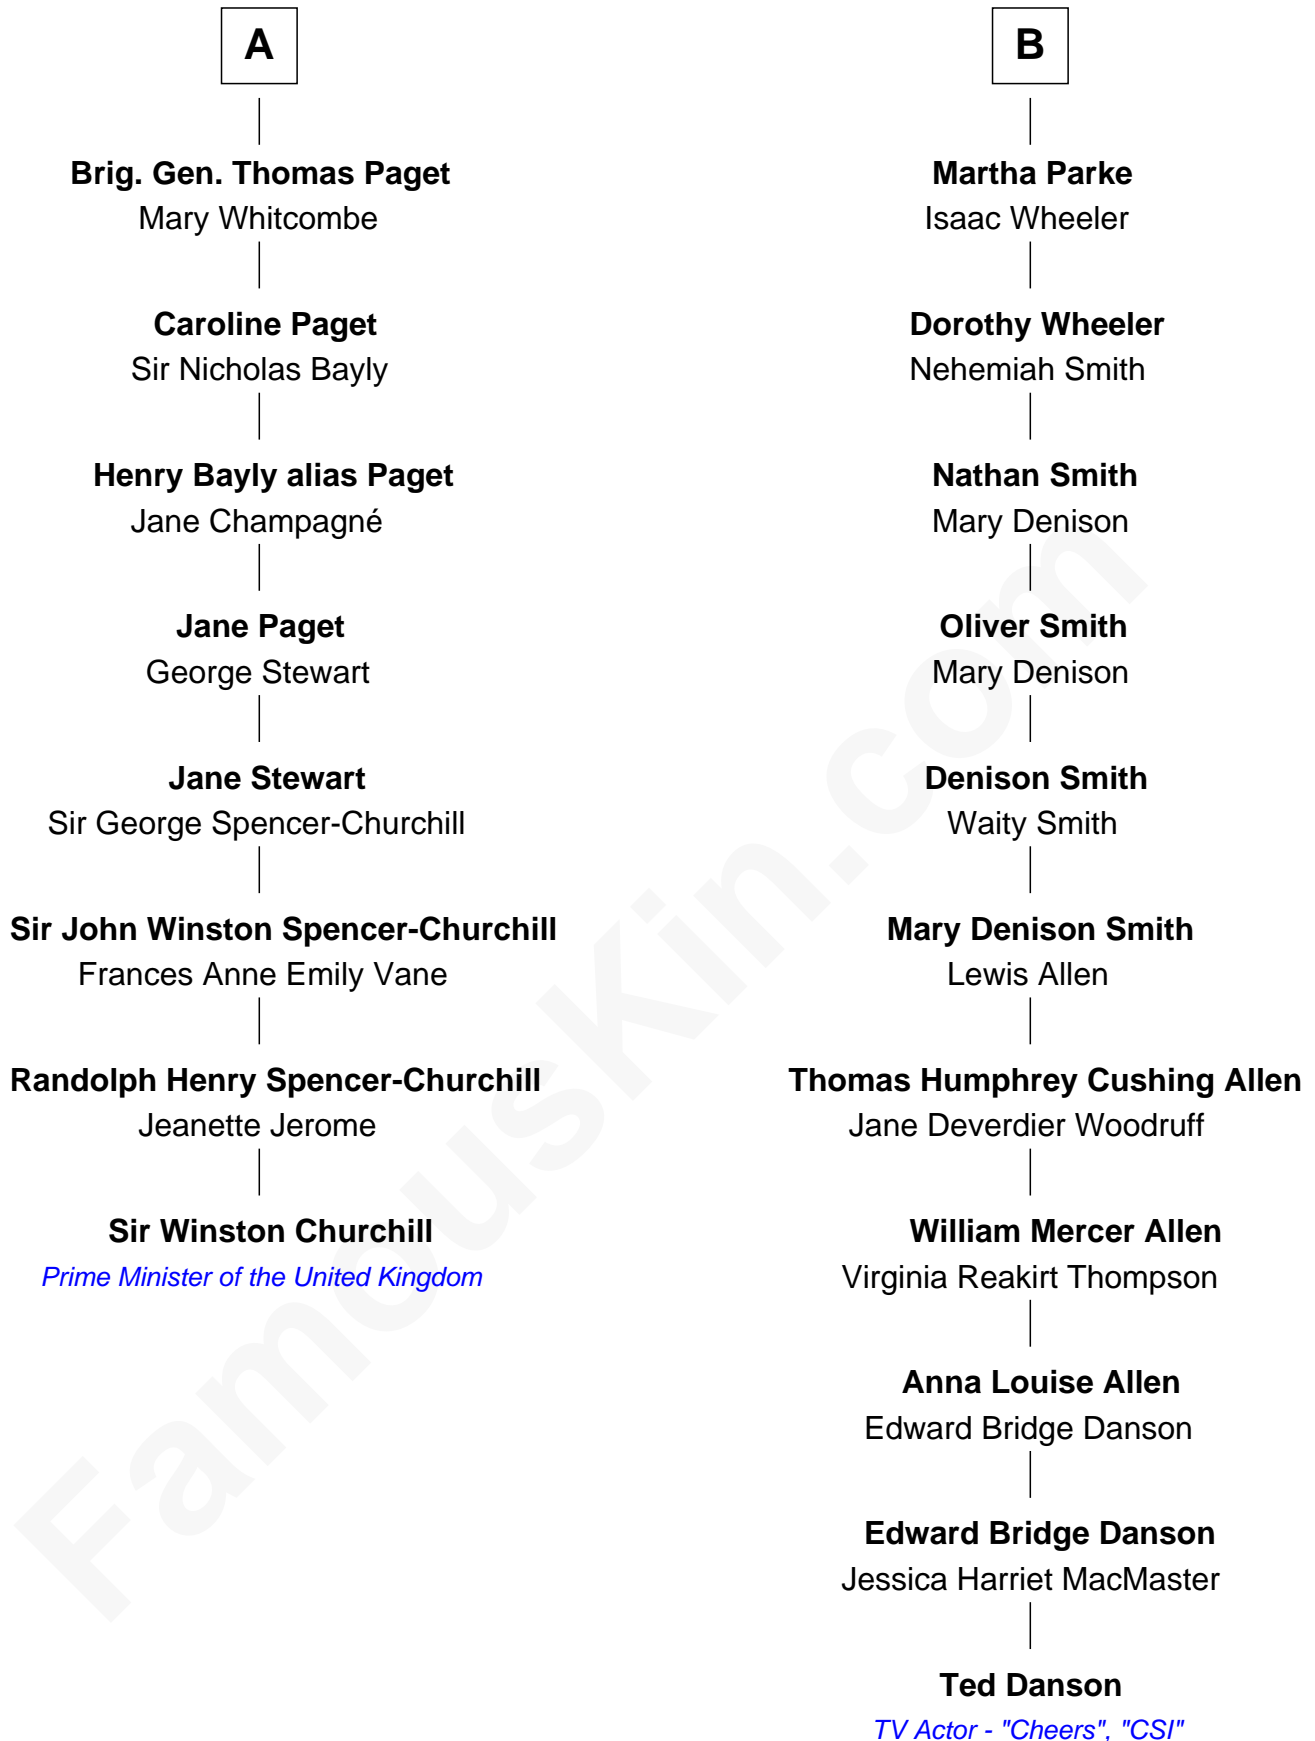 A
Brig. Gen. Thomas Paget
Mary Whitcombe
Caroline Paget
Sir Nicholas Bayly
Henry Bayly alias Paget
Jane Champagné
Jane Paget
George Stewart
Jane Stewart
Sir George Spencer-Churchill
Sir John Winston Spencer-Churchill
Frances Anne Emily Vane
Randolph Henry Spencer-Churchill
Jeanette Jerome
Sir Winston Churchill
Prime Minister of the United Kingdom
B
Martha Parke
Isaac Wheeler
Dorothy Wheeler
Nehemiah Smith
Nathan Smith
Mary Denison
Oliver Smith
Mary Denison
Denison Smith
Waity Smith
Mary Denison Smith
Lewis Allen
Thomas Humphrey Cushing Allen
Jane Deverdier Woodruff
William Mercer Allen
Virginia Reakirt Thompson
Anna Louise Allen
Edward Bridge Danson
Edward Bridge Danson
Jessica Harriet MacMaster
Ted Danson
TV Actor - "Cheers", "CSI"
FamousKin.com